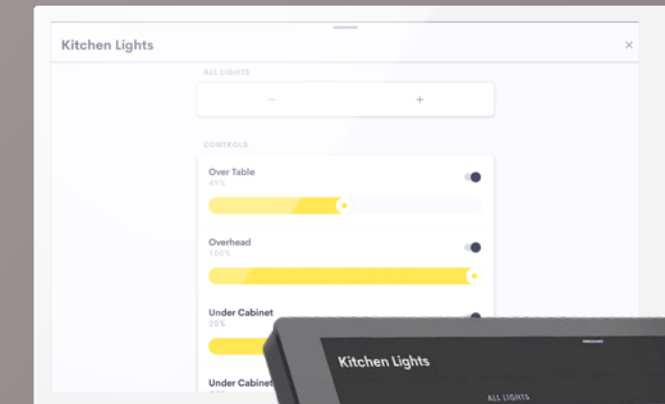 Kitchen Lights
ALL LIGHTS
CONTROLS
Over Table
49%
Overhead
100%
Under Cabinet
25%
Under Cabinet
Kitchen Lights
ALL LIGHTS